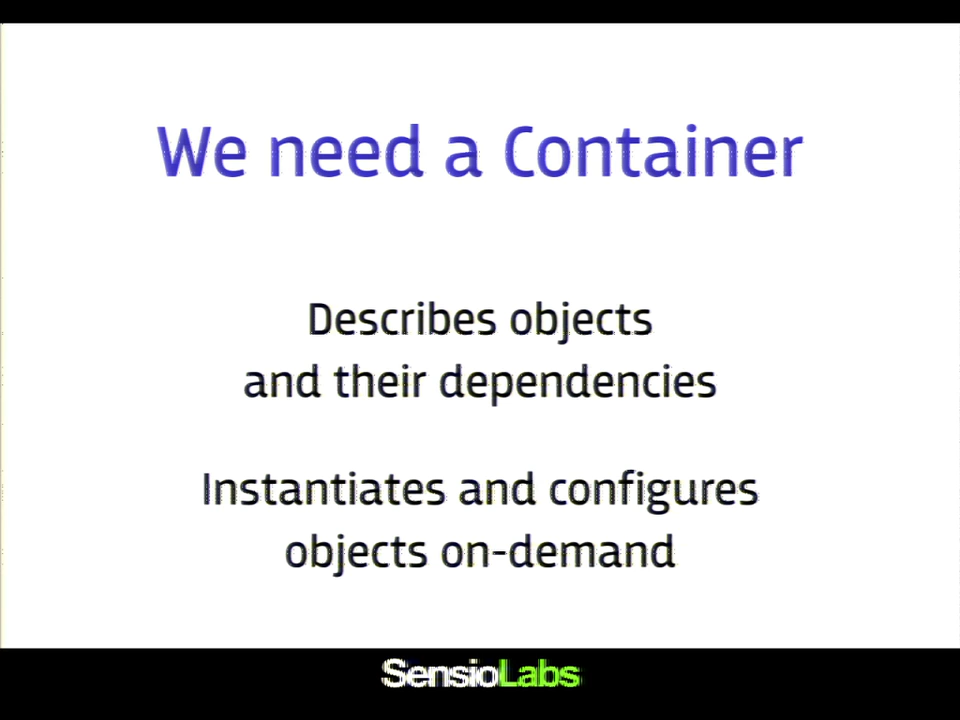 We need a Container
Describes objects
and their dependencies
Instantiates and configures
objects on-demand
SensioLabs